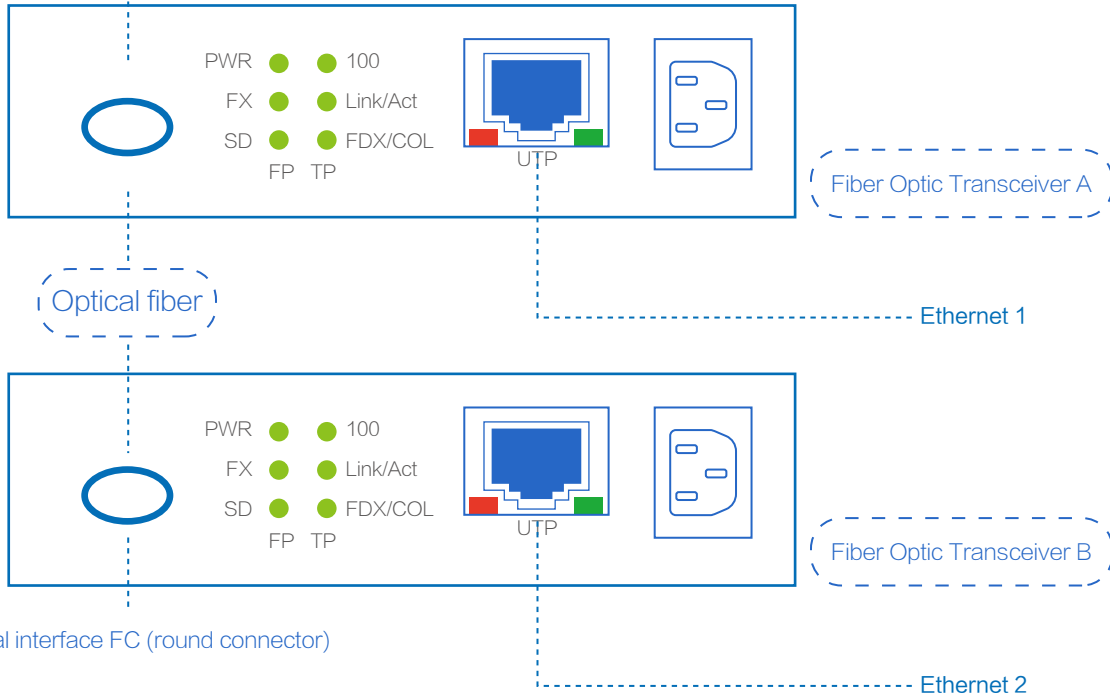 PWR 100
FX Link/Act
SD FDX/COL
FP TP
UTP
Fiber Optic Transceiver A
Optical fiber
Ethernet 1
PWR 100
FX Link/Act
SD FDX/COL
FP TP
UTP
Fiber Optic Transceiver B
interface FC (round connector)
Ethernet 2